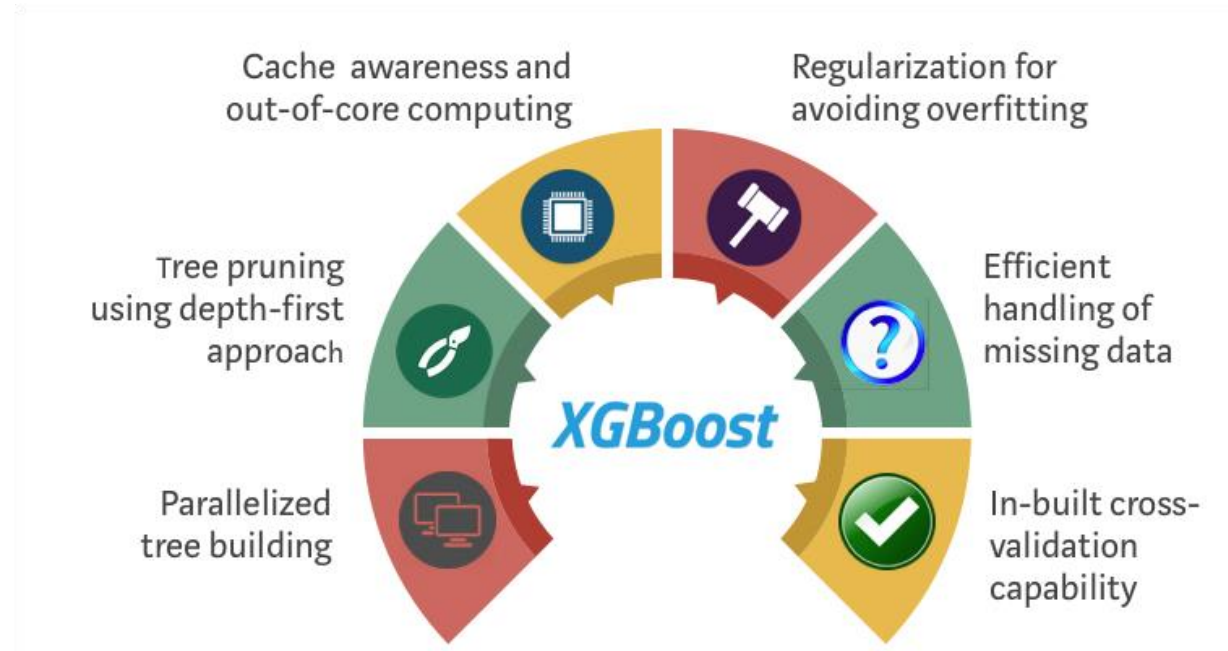 Cache awareness and
out-of-core computing
Regularization for
avoiding overfitting
Tree pruning
using depth-first
approach
Efficient
handling of
missing data
XGBoost
Parallelized
tree building
In-built cross-
validation
capability